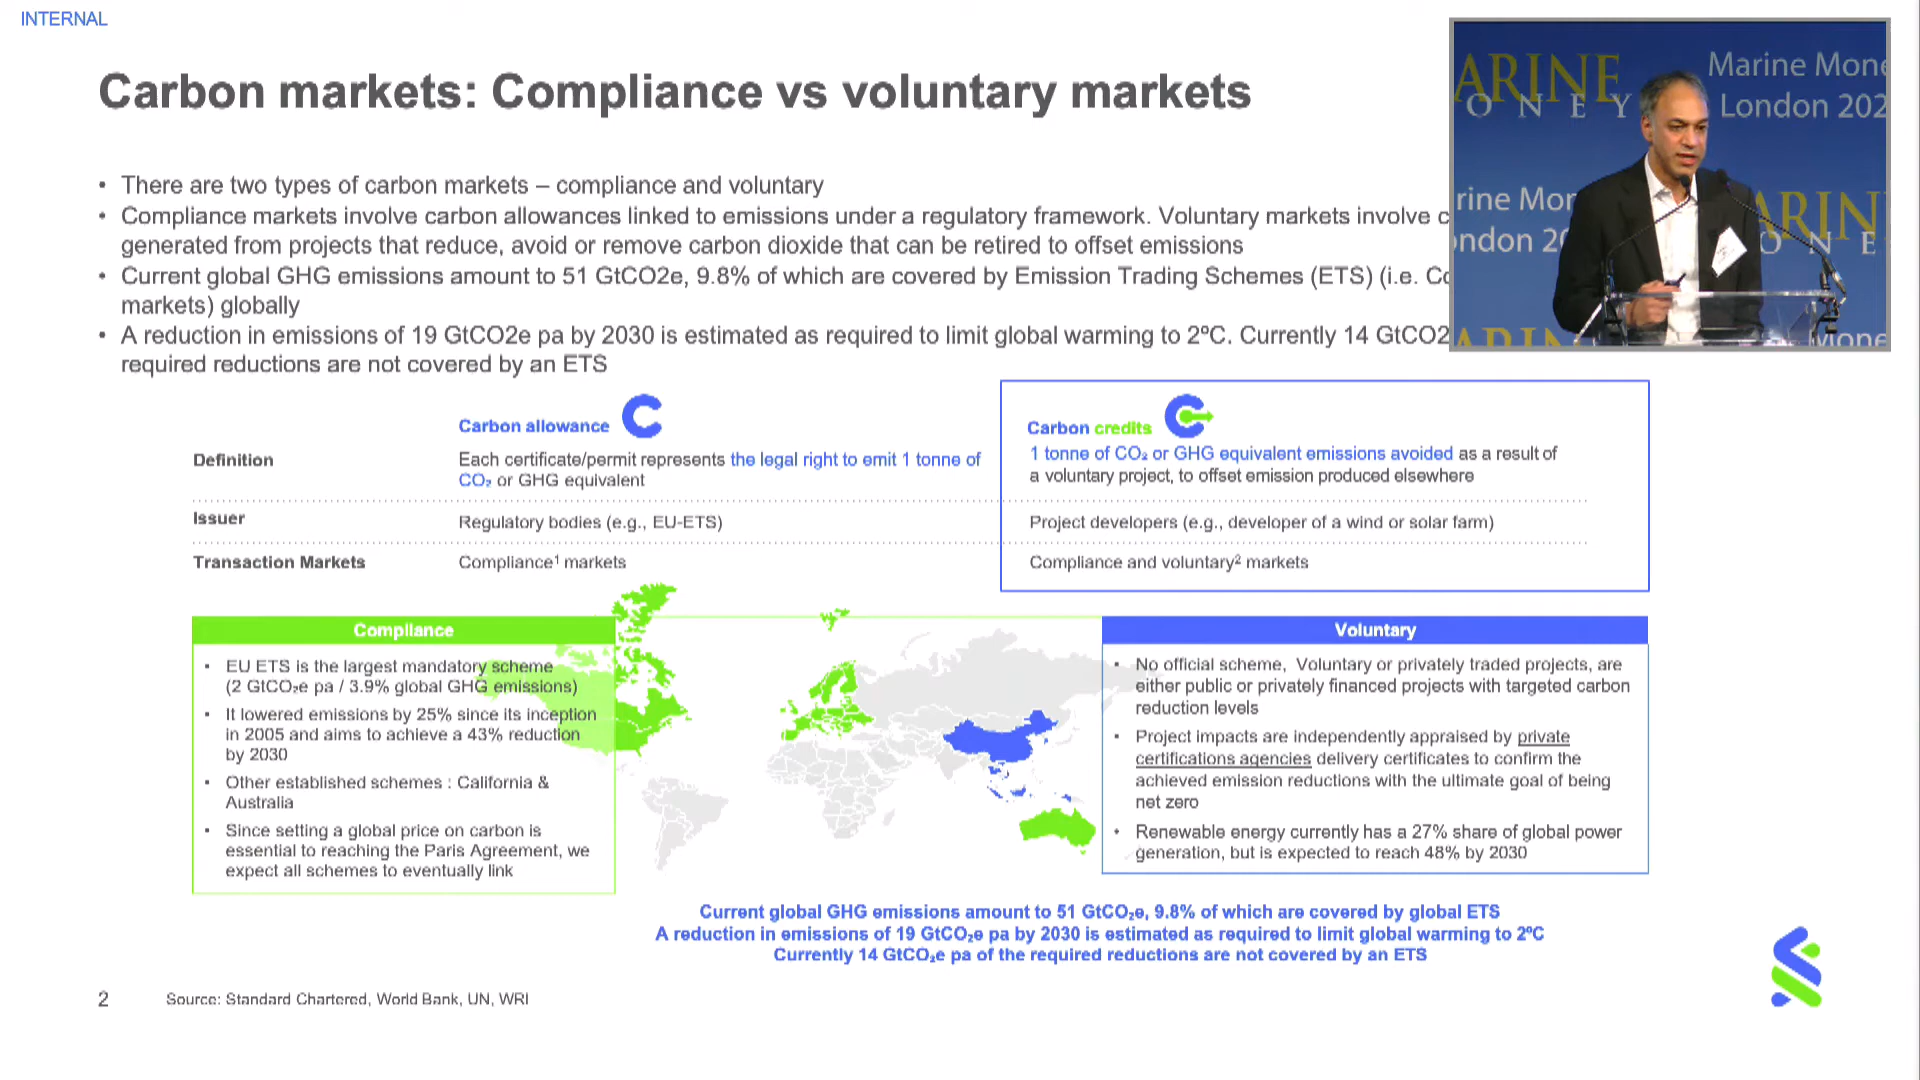 INTERNAL
Carbon markets: Compliance vs voluntary markets
• There are two types of carbon markets – compliance and voluntary
• Compliance markets involve carbon allowances linked to emissions under a regulatory framework. Voluntary markets involve c
generated from projects that reduce, avoid or remove carbon dioxide that can be retired to offset emissions
• Current global GHG emissions amount to 51 GtCO2e, 9.8% of which are covered by Emission Trading Schemes (ETS) (i.e. Co
markets) globally
• A reduction in emissions of 19 GtCO2e pa by 2030 is estimated as required to limit global warming to 2ºC. Currently 14 GtCO2
required reductions are not covered by an ETS
ARINE
ONEY
Marine Mone
London 202
rine Mor
ondon 20
ARIN
ONE
ARIN
Mone
Carbon allowance
Carbon credits
Definition
Each certificate/permit represents the legal right to emit 1 tonne of
CO₂ or GHG equivalent
1 tonne of CO₂ or GHG equivalent emissions avoided as a result of
a voluntary project, to offset emission produced elsewhere
Issuer
Regulatory bodies (e.g., EU-ETS)
Project developers (e.g., developer of a wind or solar farm)
Transaction Markets
Compliance¹ markets
Compliance and voluntary² markets
Compliance
• EU ETS is the largest mandatory scheme
(2 GtCO₂e pa / 3.9% global GHG emissions)
• It lowered emissions by 25% since its inception
in 2005 and aims to achieve a 43% reduction
by 2030
• Other established schemes : California &
Australia
• Since setting a global price on carbon is
essential to reaching the Paris Agreement, we
expect all schemes to eventually link
Voluntary
• No official scheme, Voluntary or privately traded projects, are
either public or privately financed projects with targeted carbon
reduction levels
• Project impacts are independently appraised by private
certifications agencies delivery certificates to confirm the
achieved emission reductions with the ultimate goal of being
net zero
• Renewable energy currently has a 27% share of global power
generation, but is expected to reach 48% by 2030
Current global GHG emissions amount to 51 GtCO₂e, 9.8% of which are covered by global ETS
A reduction in emissions of 19 GtCO₂e pa by 2030 is estimated as required to limit global warming to 2ºC
Currently 14 GtCO₂e pa of the required reductions are not covered by an ETS
2
Source: Standard Chartered, World Bank, UN, WRI